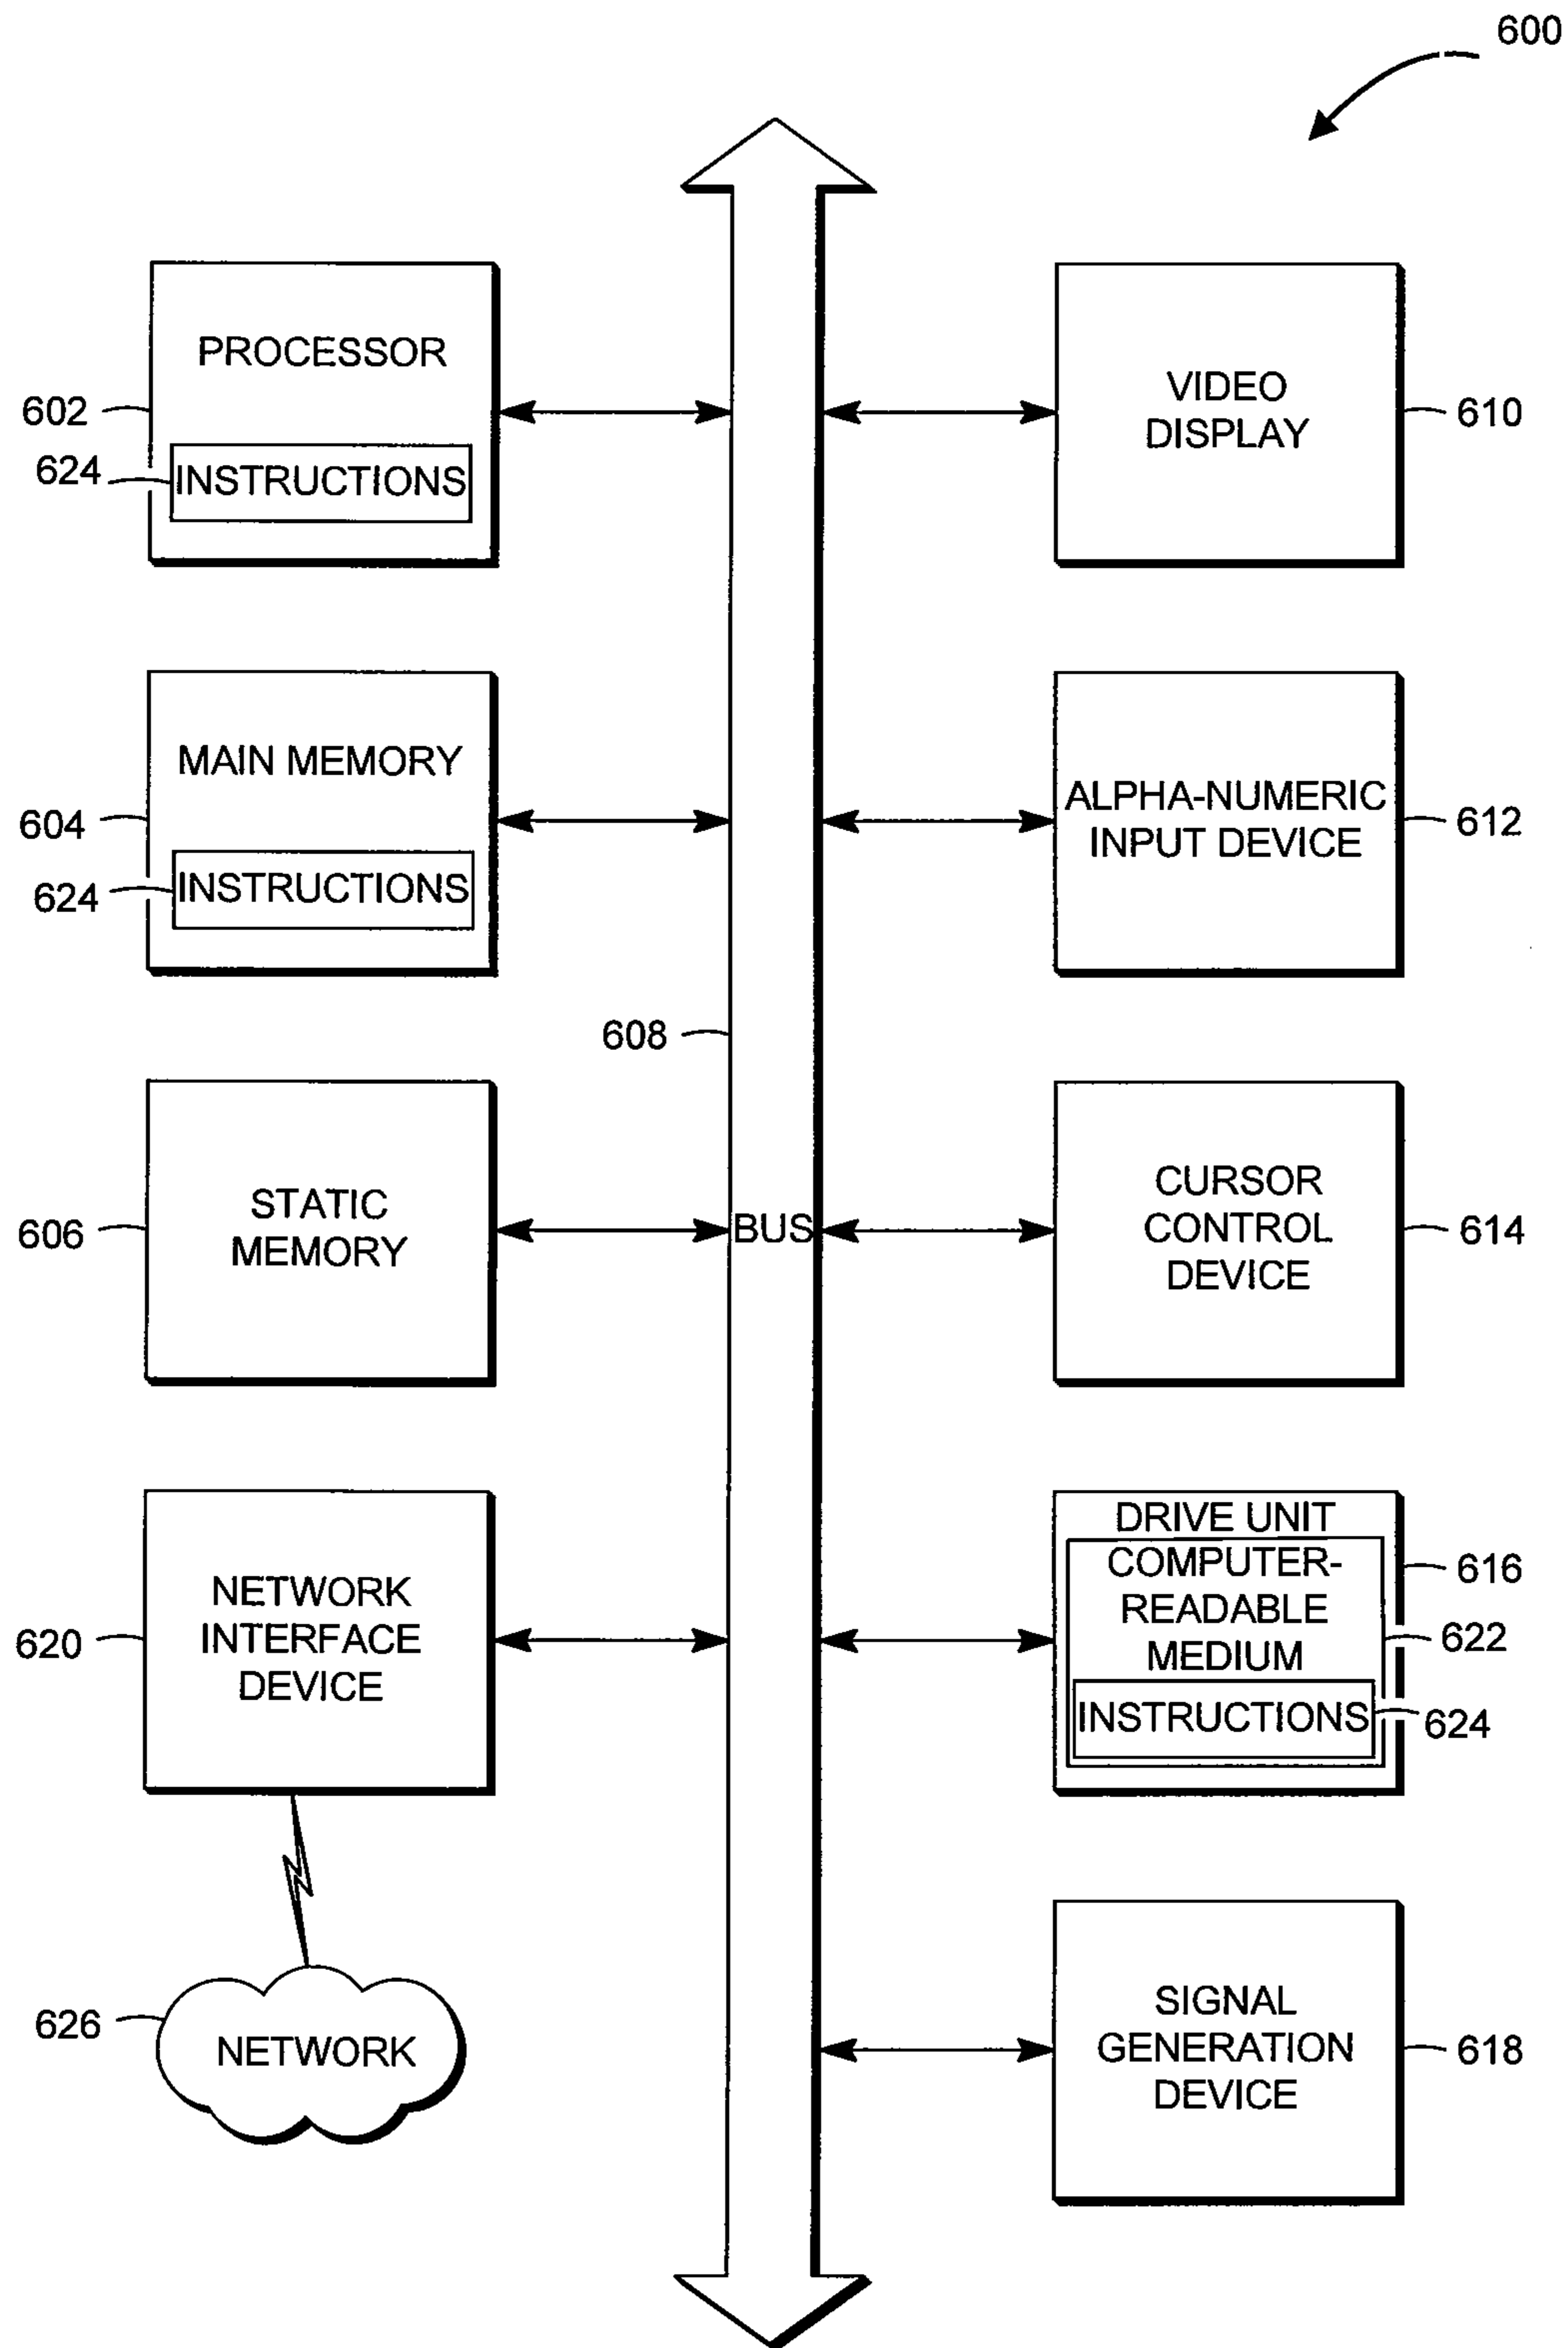 600
PROCESSOR
602
624
INSTRUCTIONS
VIDEO
DISPLAY
610
MAIN MEMORY
604
624
INSTRUCTIONS
ALPHA-NUMERIC
INPUT DEVICE
612
608
STATIC
MEMORY
606
BUS
CURSOR
CONTROL
DEVICE
614
NETWORK
INTERFACE
DEVICE
620
DRIVE UNIT
COMPUTER-
READABLE
MEDIUM
INSTRUCTIONS
616
622
624
626
NETWORK
SIGNAL
GENERATION
DEVICE
618